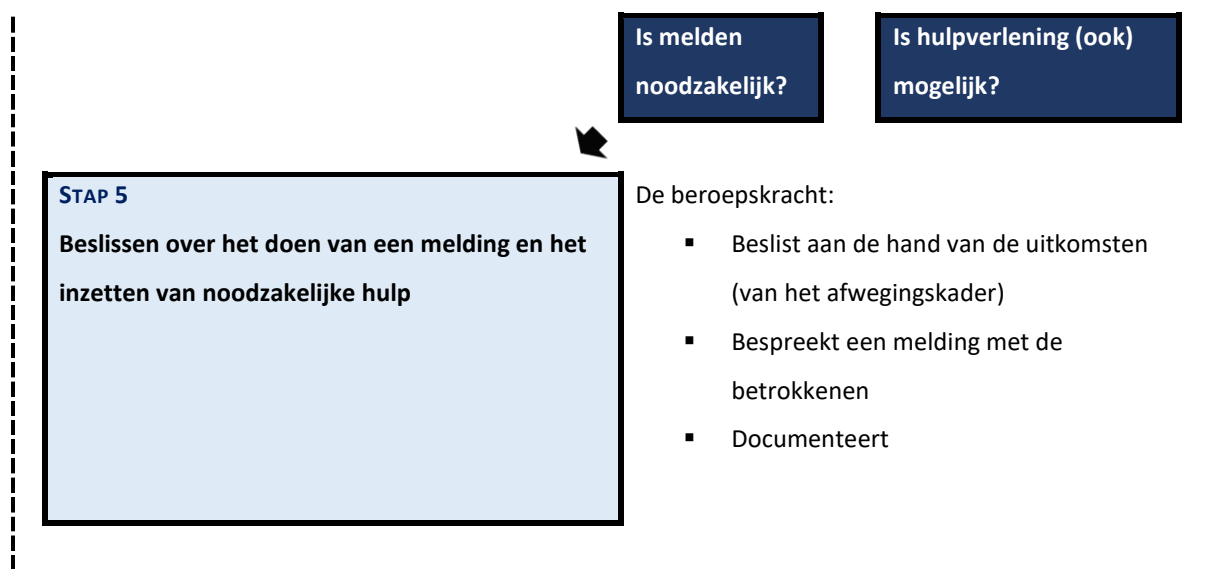 Is melden
noodzakelijk?
Is hulpverlening (ook)
mogelijk?
STAP 5
Beslissen over het doen van een melding en het
inzetten van noodzakelijke hulp
De beroepskracht:
▪ Beslist aan de hand van de uitkomsten
(van het afwegingskader)
▪ Bespreekt een melding met de
betrokkenen
▪ Documenteert